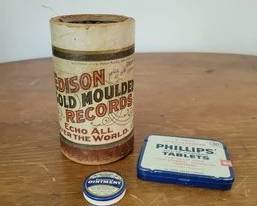 EDISON
GOLD MOULDED
RECORDS
ECHO ALL
OVER THE WORLD.
PHILLIPS'
TABLETS
OINTMENT